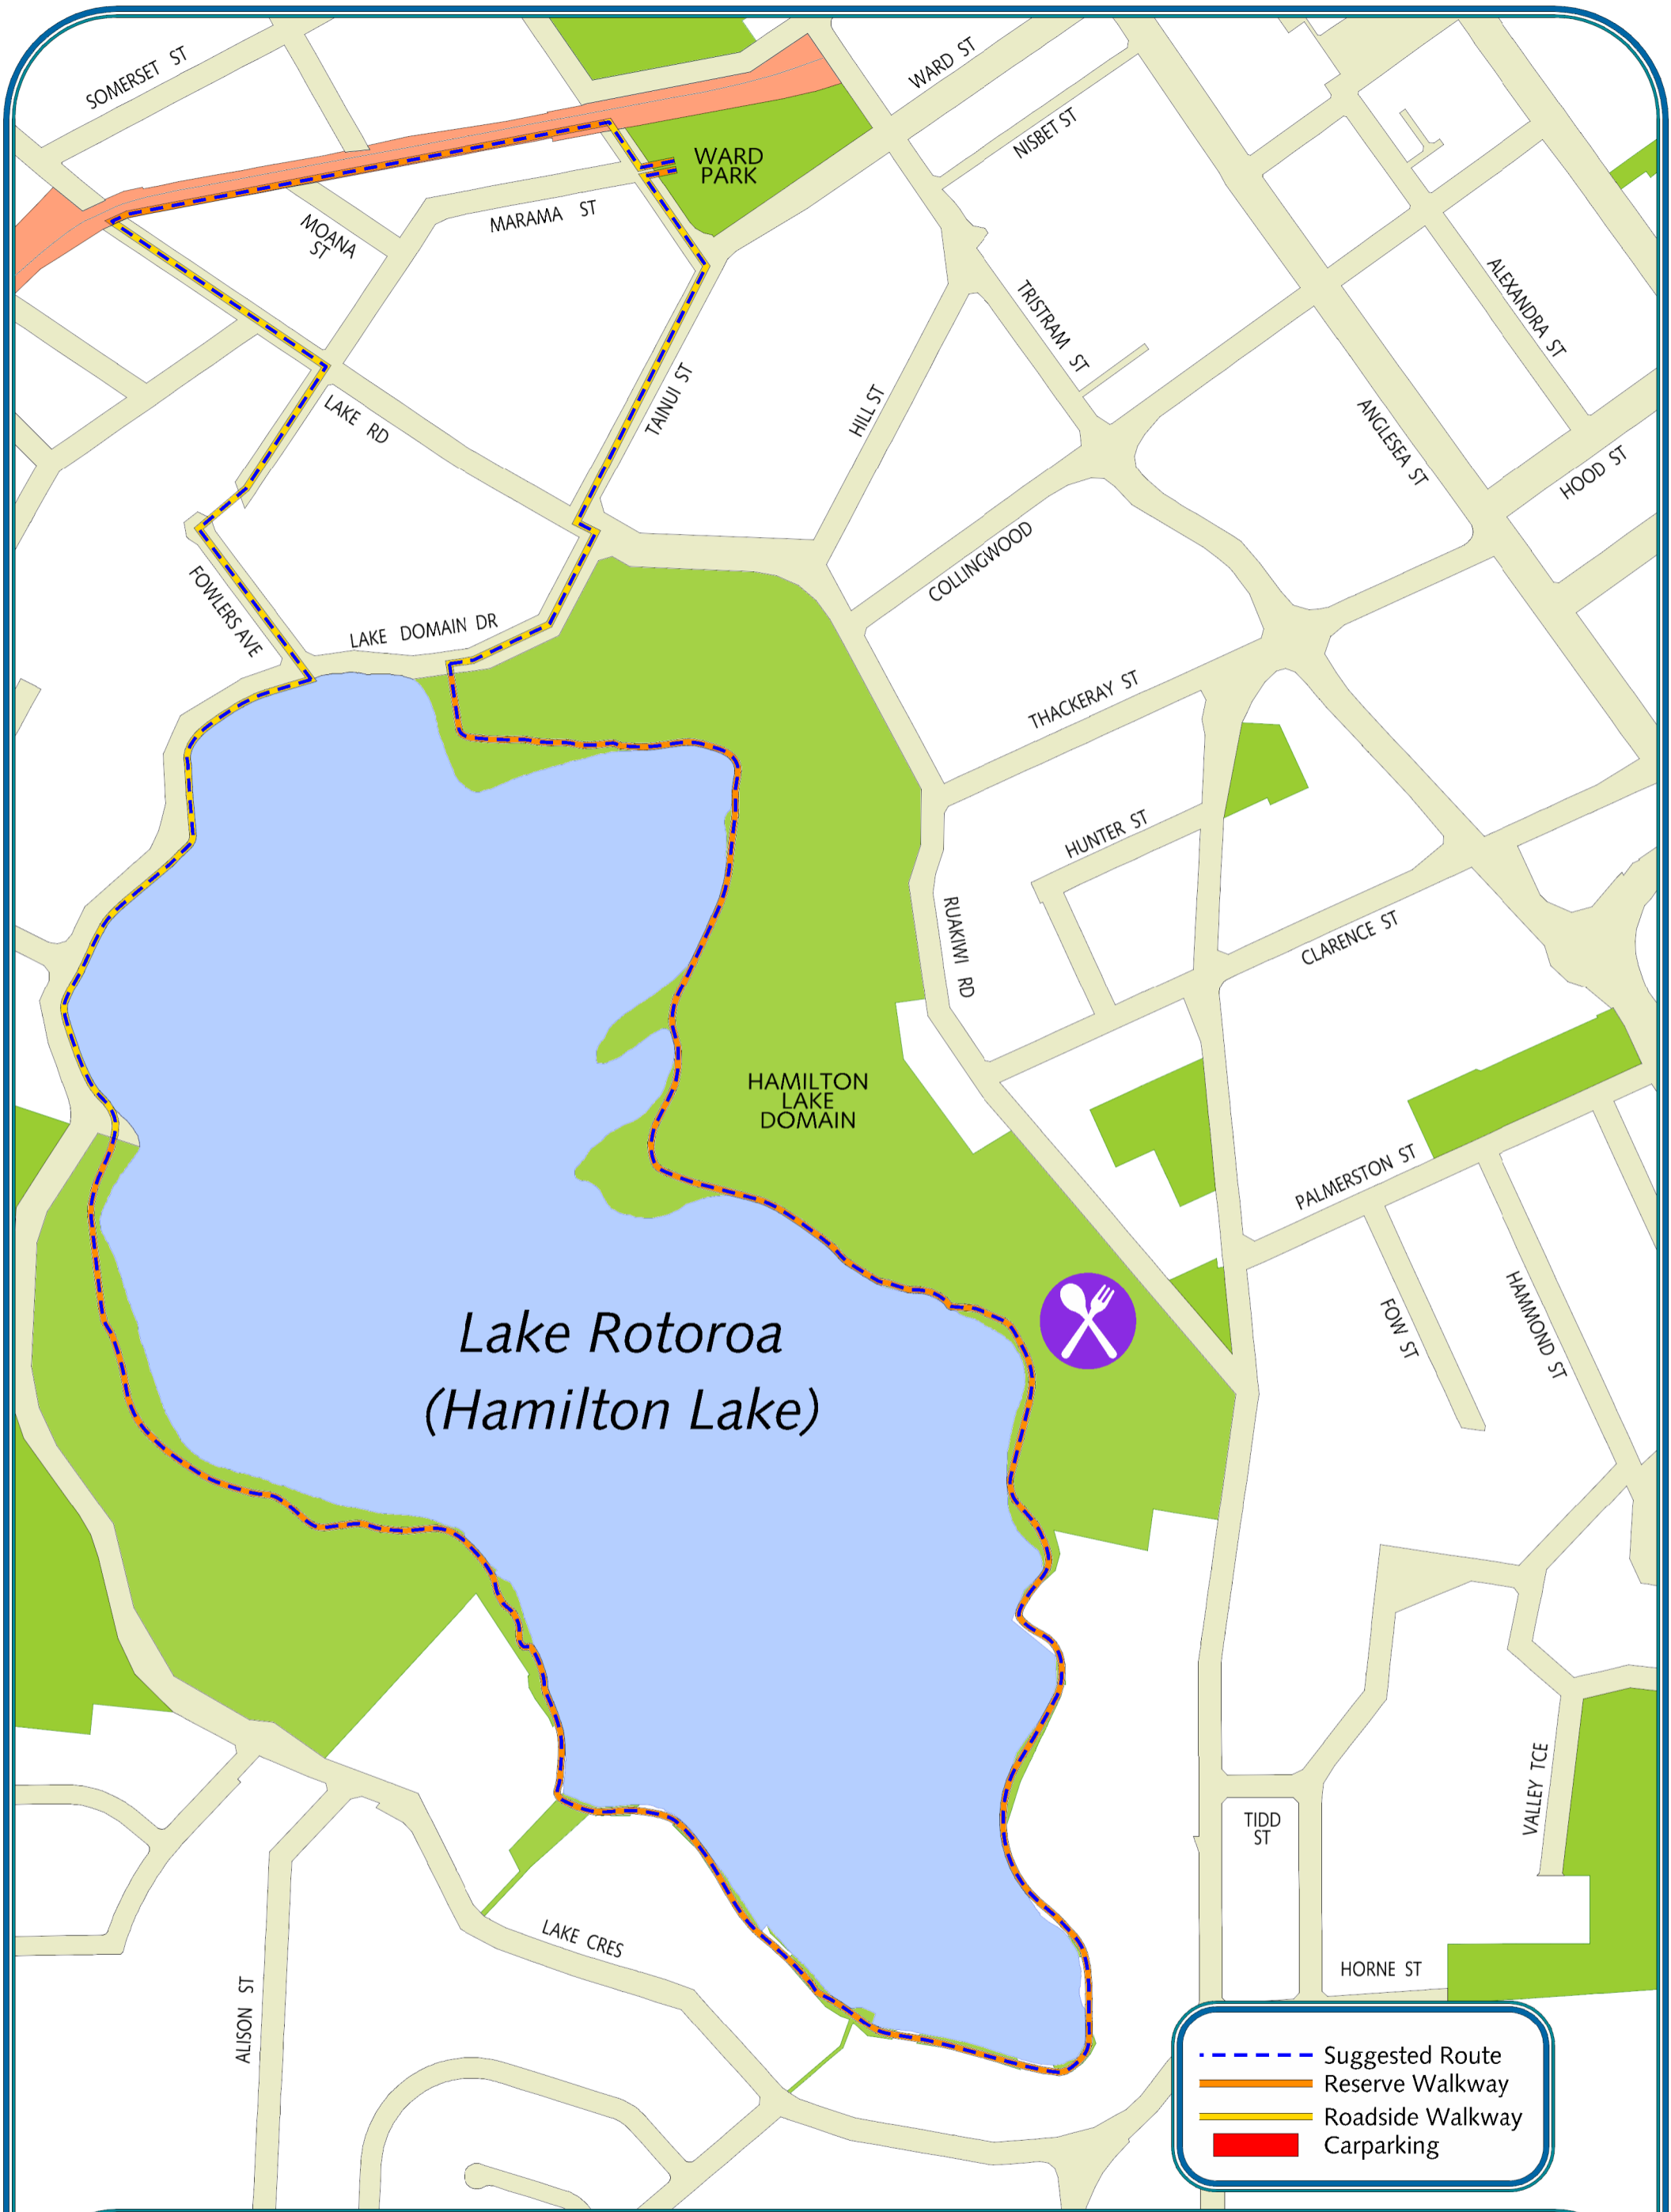 SOMERSET ST
WARD ST
NISBET ST
WARD
PARK
MARAMA ST
MOANA
ST
TRISTRAM ST
ALEXANDRA ST
LAKE RD
TAINUI ST
HILL ST
ANGLESEA ST
HOOD ST
COLLINGWOOD
FOWLERS AVE
LAKE DOMAIN DR
THACKERAY ST
HUNTER ST
RUAKIWI RD
CLARENCE ST
HAMILTON
LAKE
DOMAIN
PALMERSTON ST
Lake Rotoroa
(Hamilton Lake)
FOW ST
HAMMOND ST
VALLEY TCE
TIDD
ST
LAKE CRES
HORNE ST
ALISON ST
Suggested Route
Reserve Walkway
Roadside Walkway
Carparking